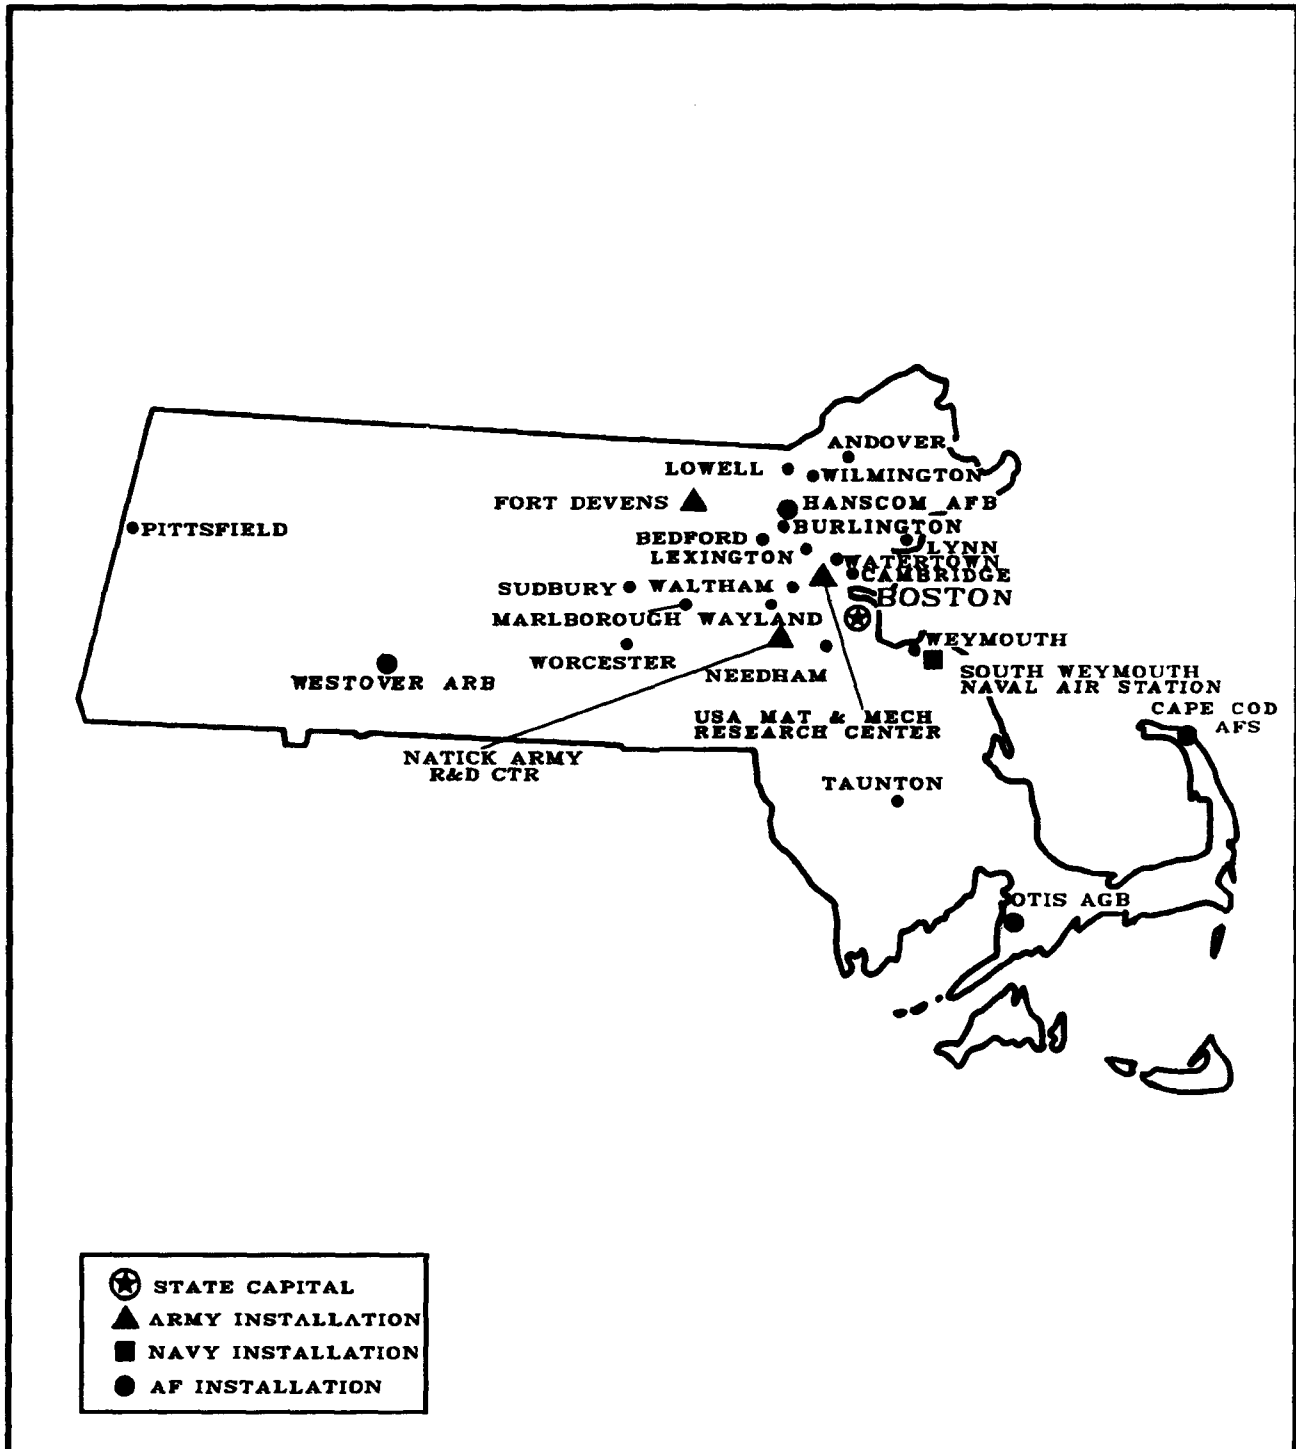 ANDOVER
LOWELL
WILMINGTON
FORT DEVENS
HANSCOM AFB
PITTSFIELD
BURLINGTON
BEDFORD
LYNN
LEXINGTON
WATERTOWN
CAMBRIDGE
SUDBURY
WALTHAM
BOSTON
MARLBOROUGH
WAYLAND
WEYMOUTH
WORCESTER
NEEDHAM
SOUTH WEYMOUTH
NAVAL AIR STATION
WESTOVER ARB
CAPE COD
AFS
USA MAT & MECH
RESEARCH CENTER
NATICK ARMY
R&D CTR
TAUNTON
OTIS AGB
STATE CAPITAL
ARMY INSTALLATION
NAVY INSTALLATION
AF INSTALLATION